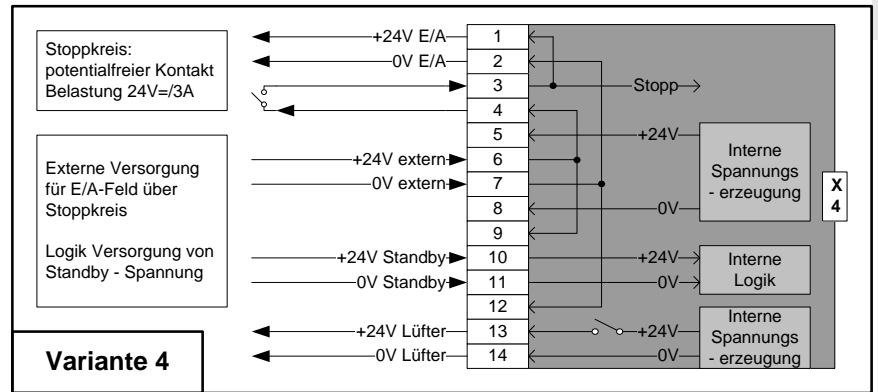 Stoppkreis:
potentialfreier Kontakt
Belastung 24V=/3A
Externe Versorgung
für E/A-Feld über
Stoppkreis
Logik Versorgung von
Standby - Spannung
Variante 4
+24V E/A
0V E/A
+24V extern
0V extern
+24V Standby
0V Standby
+24V Lüfter
0V Lüfter
1
2
3
4
5
6
7
8
9
10
11
12
13
14
Stopp
+24V
0V
+24V
0V
+24V
0V
Interne
Spannungs
- erzeugung
Interne
Logik
Interne
Spannungs
- erzeugung
X
4